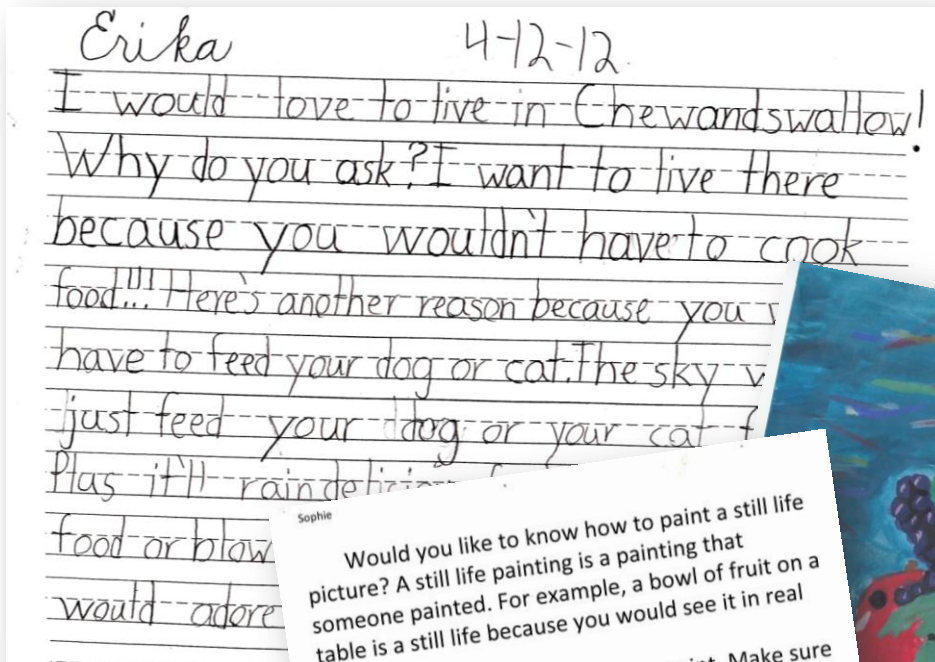 Erika 4-12-12
I would love to live in Chewandswallow!
Why do you ask? I want to live there
because you wouldn't have to cook
food!!! Here's another reason because you
have to feed your dog or cat. The sky
just feed your dog or your cat
Plus it'll rain
food or blow
would adore
Sophie
Would you like to know how to paint a still life
picture? A still life painting is a painting that
someone painted. For example, a bowl of fruit on a
table is a still life because you would see it in real
Make sure